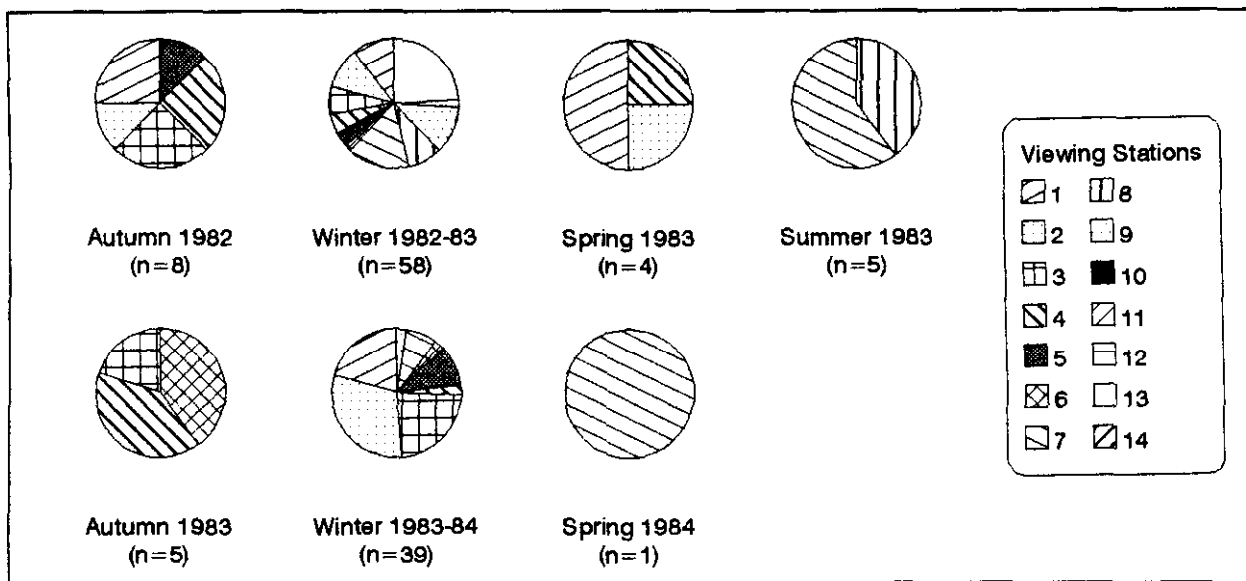 Autumn 1982
(n=8)
Winter 1982-83
(n=58)
Spring 1983
(n=4)
Summer 1983
(n=5)
Autumn 1983
(n=5)
Winter 1983-84
(n=39)
Spring 1984
(n=1)
Viewing Stations
1 8
2 9
3 10
4 11
5 12
6 13
7 14